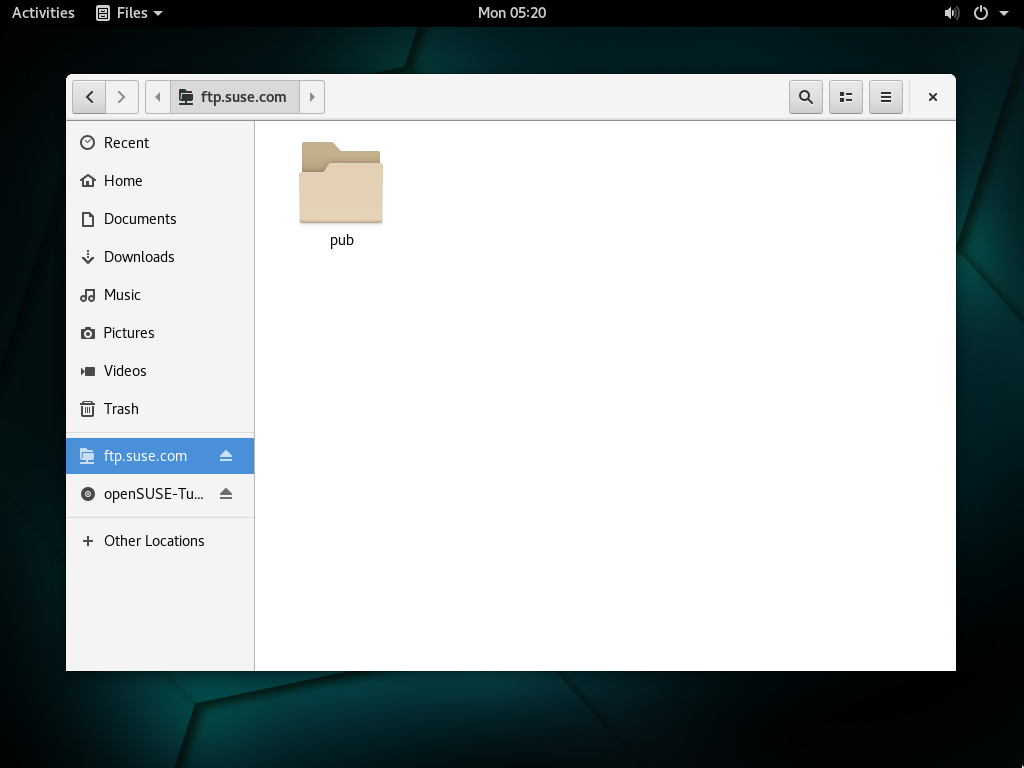 Activities Files Mon 05:20
ftp.suse.com
Recent
Home
Documents
Downloads
Music
Pictures
Videos
Trash
ftp.suse.com
openSUSE-Tu...
Other Locations
pub